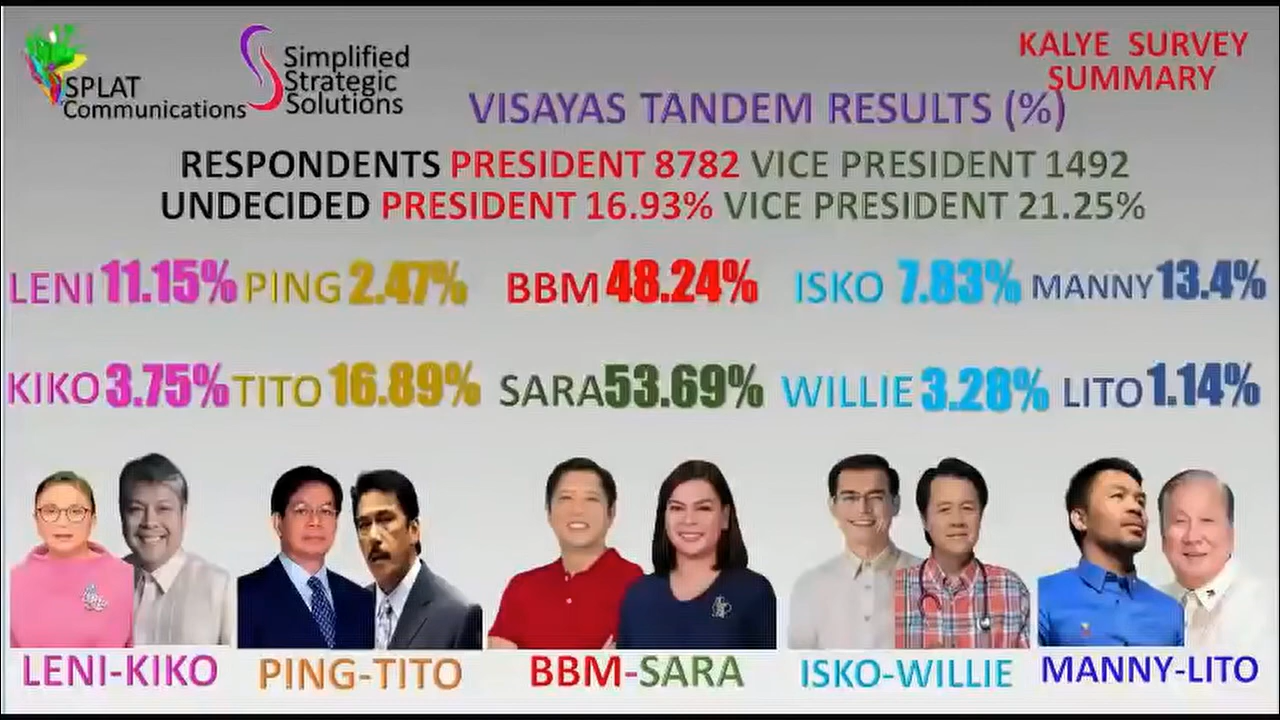 SPLAT
Communications
Simplified
Strategic
Solutions
KALYE SURVEY
SUMMARY
VISAYAS TANDEM RESULTS (%)
RESPONDENTS PRESIDENT 8782 VICE PRESIDENT 1492
UNDECIDED PRESIDENT 16.93% VICE PRESIDENT 21.25%
LENI 11.15% PING 2.47% BBM 48.24% ISKO 7.83% MANNY 13.4%
KIKO 3.75% TITO 16.89% SARA 53.69% WILLIE 3.28% LITO 1.14%
LENI-KIKO PING-TITO BBM-SARA ISKO-WILLIE MANNY-LITO